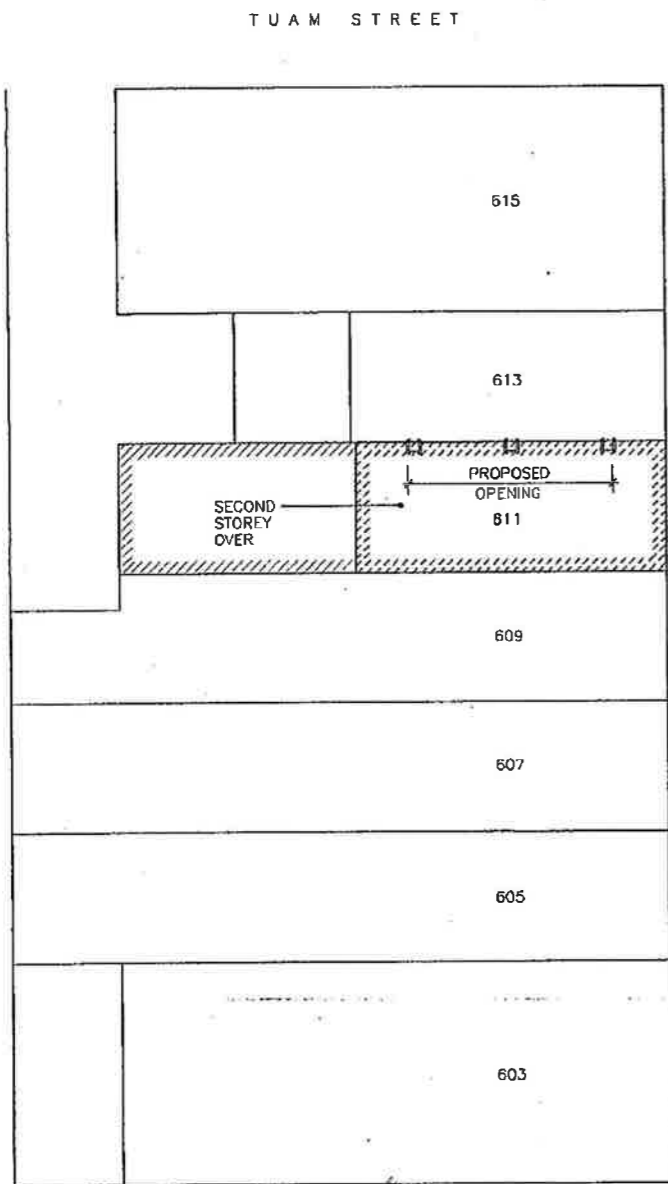 TUAM STREET
615
613
PROPOSED
OPENING
611
SECOND
STOREY
OVER
609
607
605
603